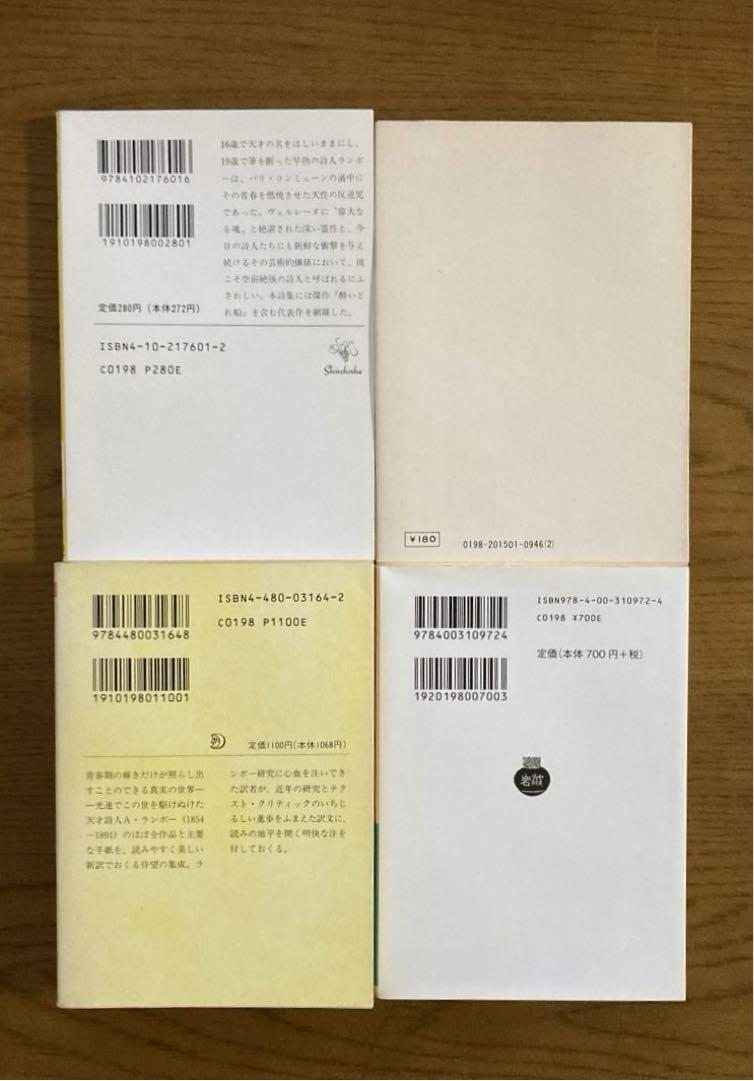 9784102176016
1910198002801
定価280円(本体272円)
16歳で天才の名をほしいままにし、
19歳で筆を断った早熟の詩人ランボ
ーは、パリ・コンミューンの渦中に
その青春を燃焼させた天性の反逆児
であった。ヴェルレーヌに〝偉大な
る魂〟と絶讃された深い霊性と、今
日の詩人たちにも新鮮な衝撃を与え
続けるその芸術的価値において、彼
こそ空前絶後の詩人と呼ばれるにふ
さわしい。本詩集には傑作『酔いど
れ船』を含む代表作を網羅した。
ISBN4-10-217601-2
C0198 P280E
Shinchosha
¥180
0198-201501-0946(2)
9784480031648
1910198011001
ISBN4-480-03164-2
C0198 P1100E
定価1100円(本体1068円)
青春期の輝きだけが照らし出
すことのできる真実の世界―
―光速でこの世を駆けぬけた
天才詩人A・ランボー(1854
―1891)のほぼ全作品と主要
な手紙を、読みやすく美しい
新訳でおくる待望の集成。ラ
ンボー研究に心血を注いでき
た訳者が、近年の研究とテク
スト・クリティックのいちじ
るしい進歩をふまえた訳文に、
読みの地平を開く明快な注を
付しておくる。
9784003109724
1920198007003
ISBN978-4-00-310972-4
C0198 ¥700E
定価(本体700円+税)
岩波